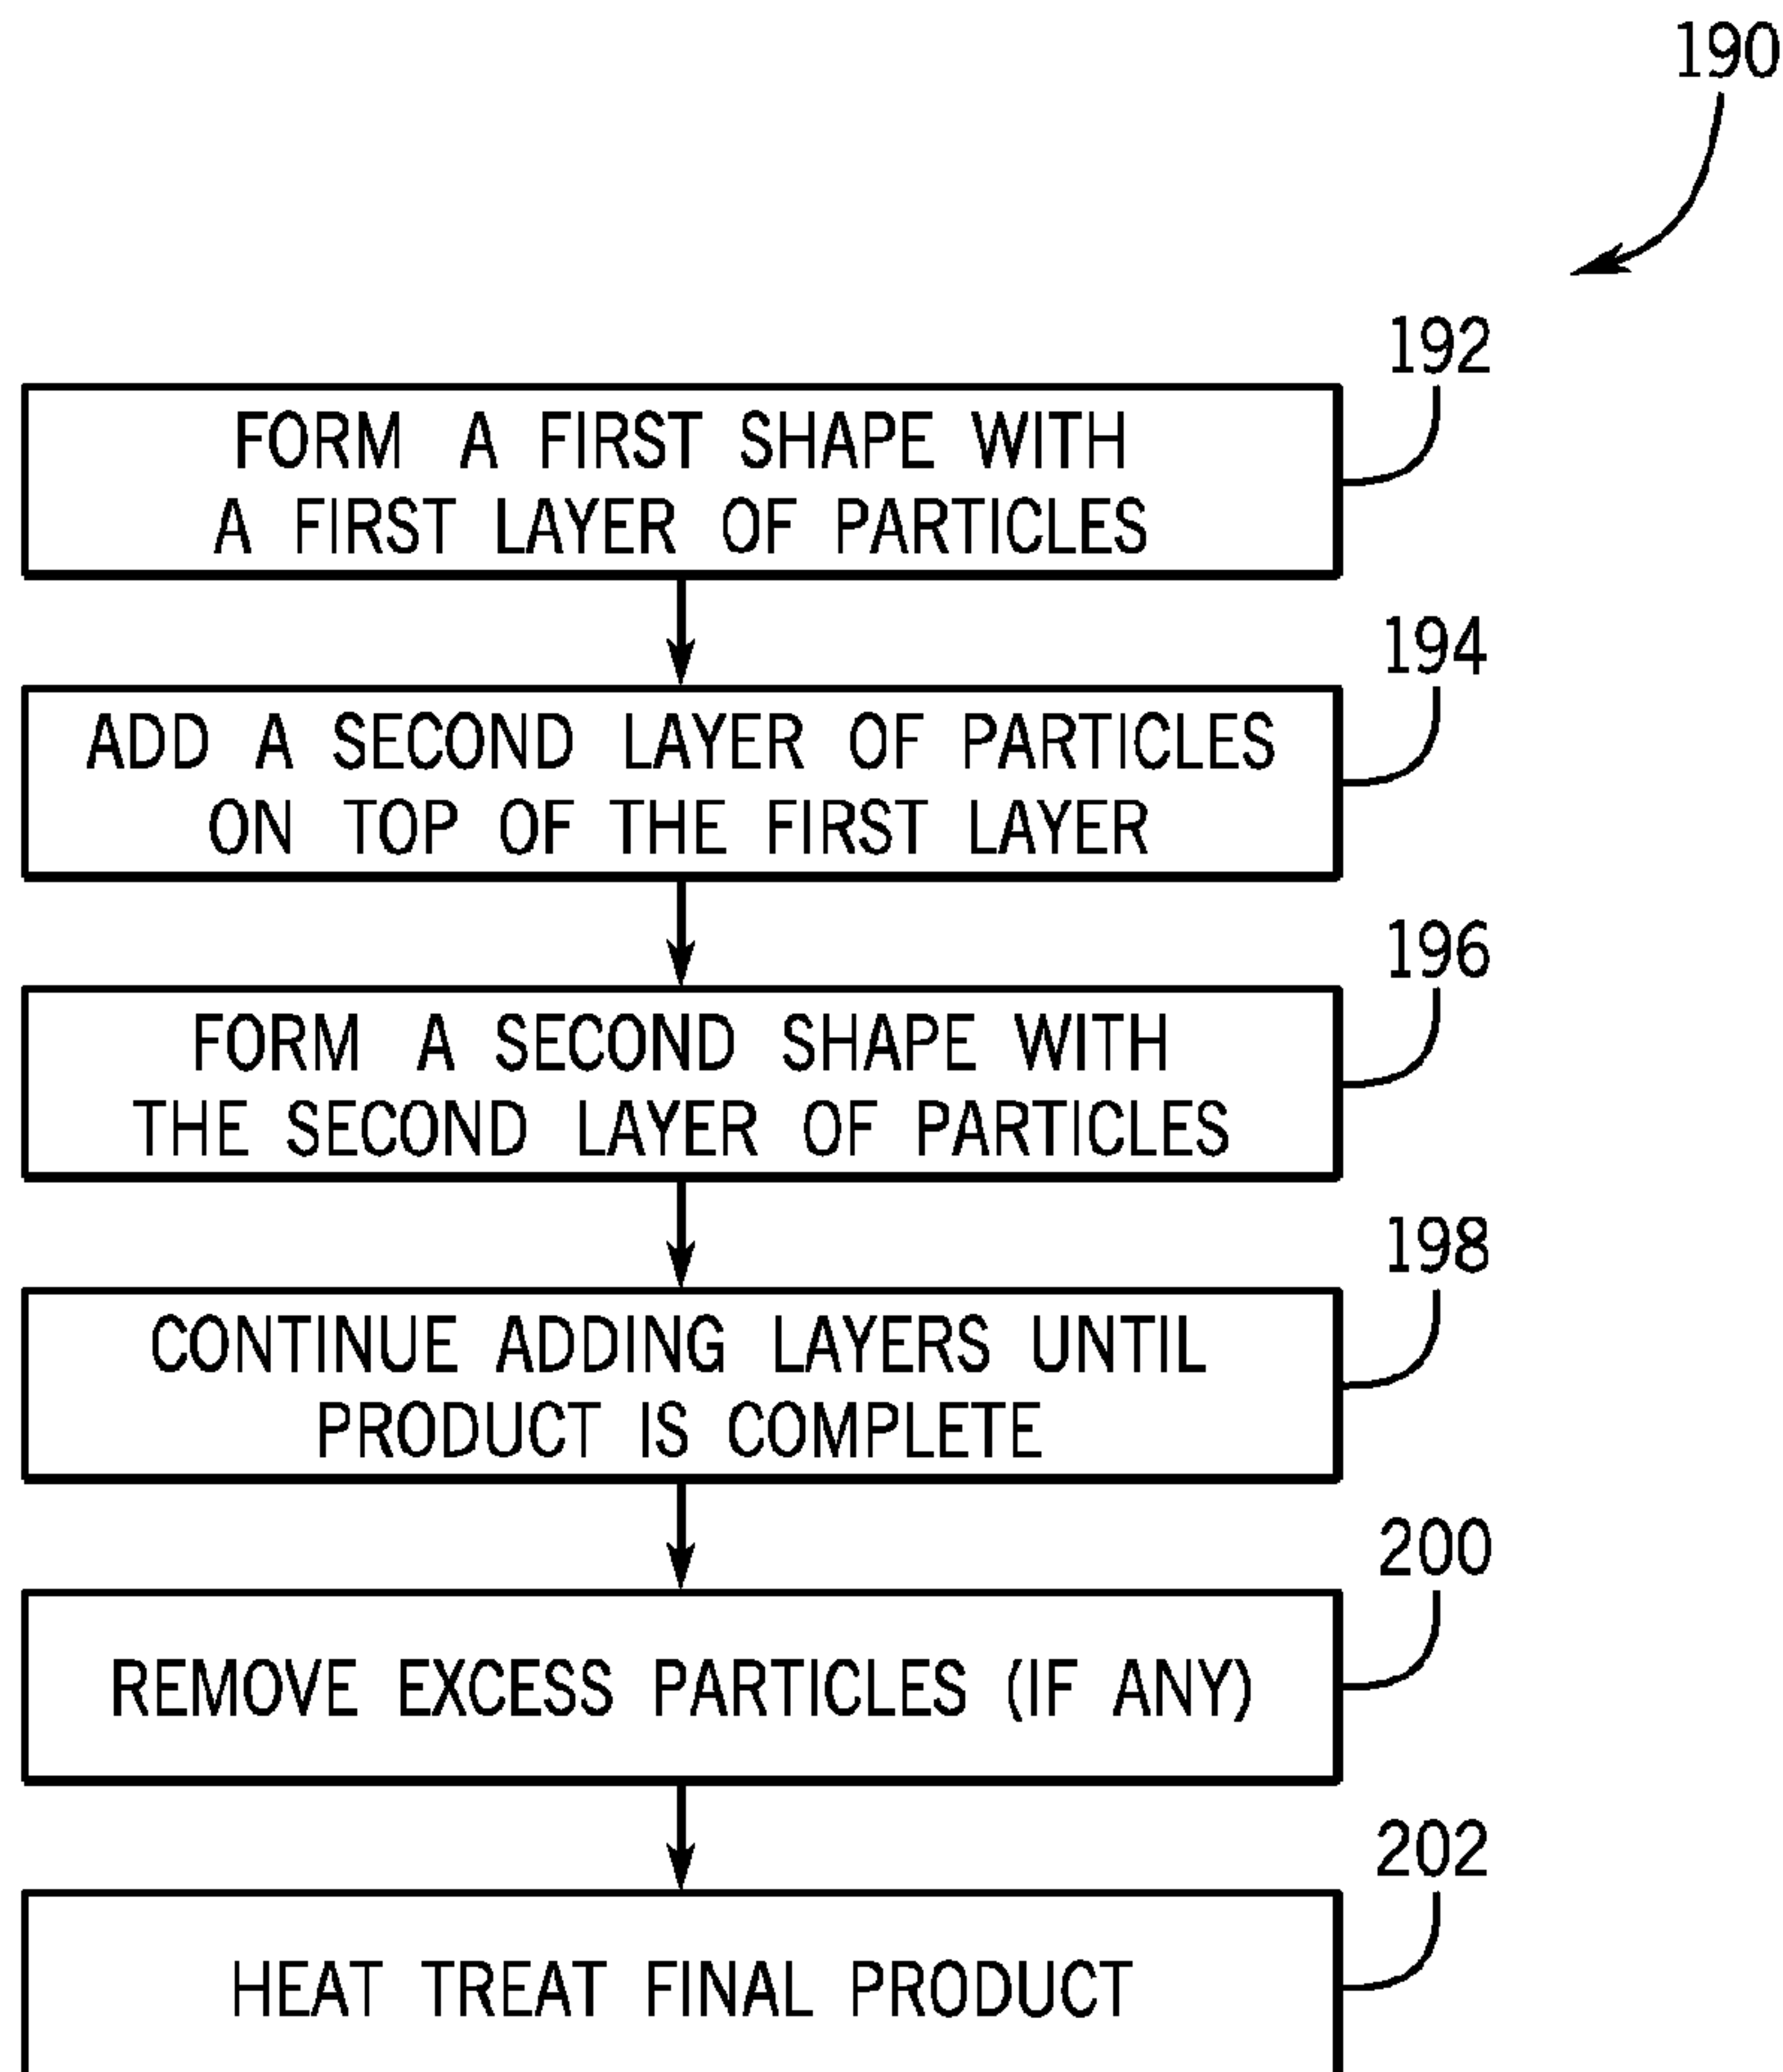 190
192
FORM A FIRST SHAPE WITH
A FIRST LAYER OF PARTICLES
194
ADD A SECOND LAYER OF PARTICLES
ON TOP OF THE FIRST LAYER
196
FORM A SECOND SHAPE WITH
THE SECOND LAYER OF PARTICLES
198
CONTINUE ADDING LAYERS UNTIL
PRODUCT IS COMPLETE
200
REMOVE EXCESS PARTICLES (IF ANY)
202
HEAT TREAT FINAL PRODUCT